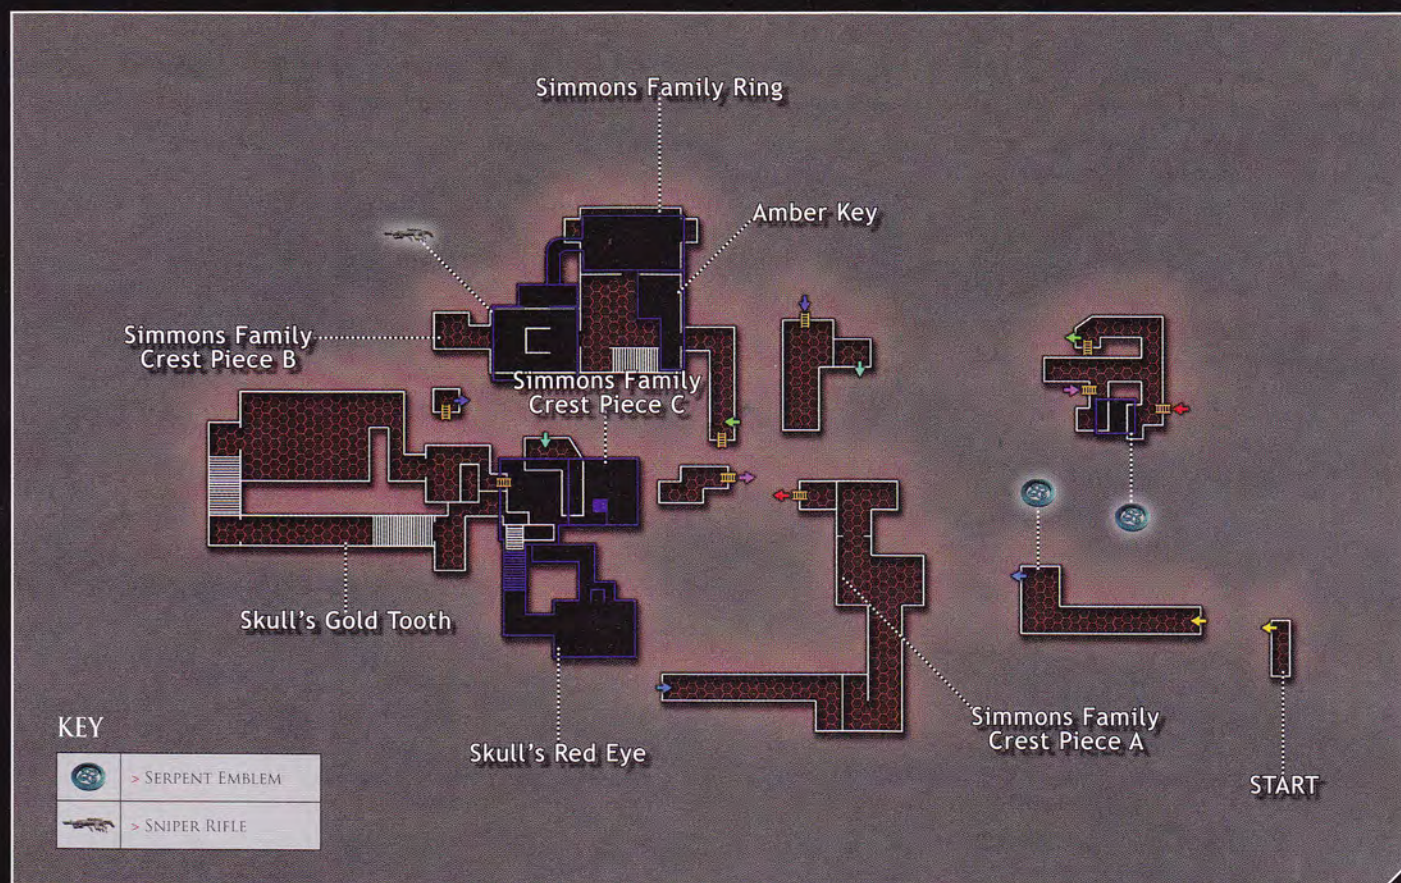 Simmons Family Ring
Amber Key
Simmons Family
Crest Piece B
Simmons Family
Crest Piece C
Skull's Gold Tooth
Skull's Red Eye
Simmons Family
Crest Piece A
START
KEY
> SERPENT EMBLEM
> SNIPER RIFLE